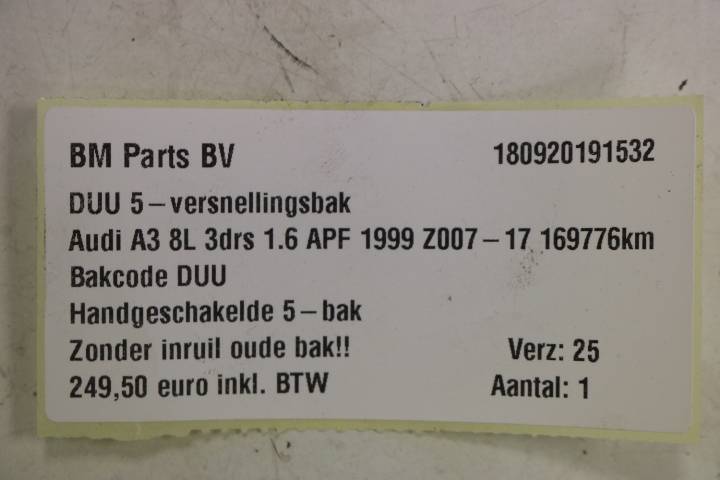 BM Parts BV 180920191532
DUU 5-versnellingsbak
Audi A3 8L 3drs 1.6 APF 1999 Z007-17 169776km
Bakcode DUU
Handgeschakelde 5-bak
Zonder inruil oude bak!! Verz: 25
249,50 euro inkl. BTW Aantal: 1